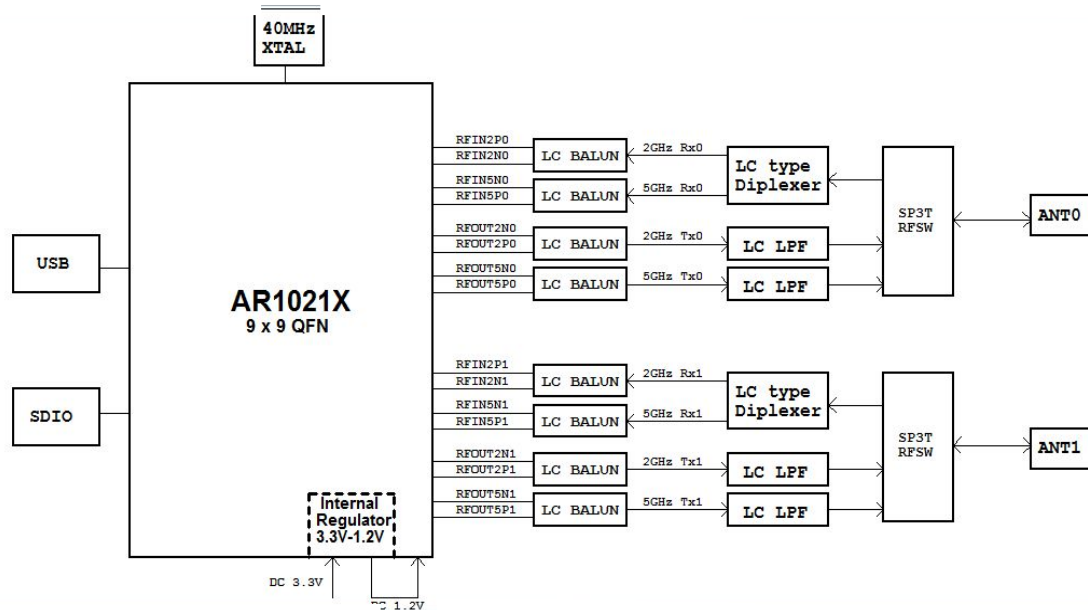 40MHz
XTAL
RFIN2P0
RFIN2N0
LC BALUN
2GHz Rx0
LC type
Diplexer
RFIN5N0
RFIN5P0
LC BALUN
5GHz Rx0
SP3T
RFSW
ANT0
RFOUT2N0
RFOUT2P0
LC BALUN
2GHz Tx0
LC LPF
RFOUT5N0
RFOUT5P0
LC BALUN
5GHz Tx0
LC LPF
USB
AR1021X
9 x 9 QFN
RFIN2P1
RFIN2N1
LC BALUN
2GHz Rx1
LC type
Diplexer
RFIN5N1
RFIN5P1
LC BALUN
5GHz Rx1
SDIO
SP3T
RFSW
ANT1
RFOUT2N1
RFOUT2P1
LC BALUN
2GHz Tx1
LC LPF
RFOUT5N1
RFOUT5P1
LC BALUN
5GHz Tx1
LC LPF
Internal
Regulator
3.3V-1.2V
DC 3.3V
DC 1.2V